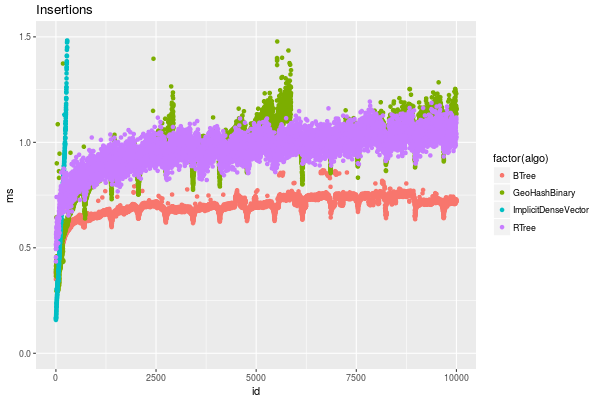 Insertions
1.5
1.0
0.5
0.0
ms
0
2500
5000
7500
10000
id
factor(algo)
BTree
GeoHashBinary
ImplicitDenseVector
RTree